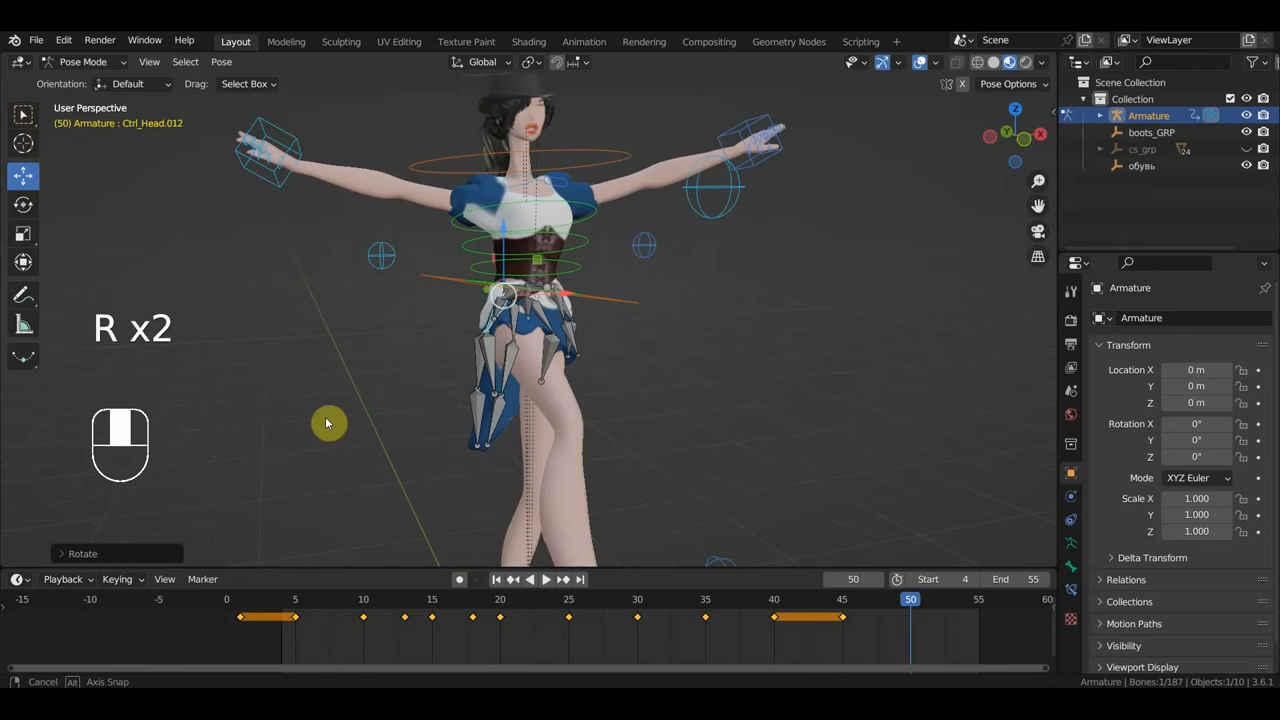 File Edit Render Window Help Layout Modeling Sculpting UV Editing Texture Paint Shading Animation Rendering Compositing Geometry Nodes Scripting + Scene ViewLayer
Pose Mode View Select Pose Global
Orientation: Default Drag: Select Box X Pose Options
User Perspective
(50) Armature : Ctrl_Head.012
Z
Y
X
R x2
Rotate
Scene Collection
Collection
Armature
boots_GRP
cs_grp 24
обувь
Armature
Armature
Transform
Location X 0 m
Y 0 m
Z 0 m
Rotation X 0°
Y 0°
Z 0°
Mode XYZ Euler
Scale X 1.000
Y 1.000
Z 1.000
Delta Transform
Relations
Collections
Motion Paths
Visibility
Viewport Display
Playback Keying View Marker 50 Start 4 End 55
-15 -10 -5 0 5 10 15 20 25 30 35 40 45 50 55 60
Cancel Alt Axis Snap Armature | Bones:1/187 | Objects:1/10 | 3.6.1